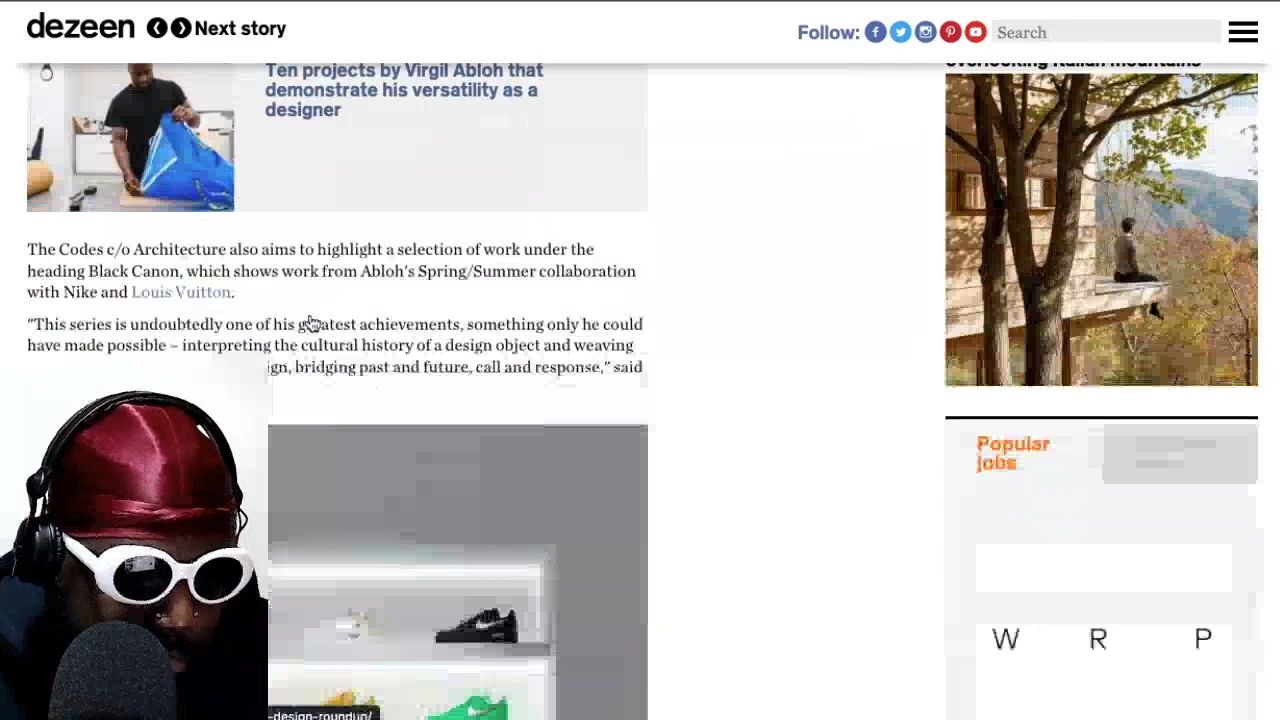 dezeen
Next story
Follow:
Search
Ten projects by Virgil Abloh that
demonstrate his versatility as a
designer
The Codes c/o Architecture also aims to highlight a selection of work under the
heading Black Canon, which shows work from Abloh's Spring/Summer collaboration
with Nike and Louis Vuitton.
"This series is undoubtedly one of his greatest achievements, something only he could
have made possible – interpreting the cultural history of a design object and weaving
ign, bridging past and future, call and response," said
-design-roundup/
overlooking Italian mountains
Popular
jobs
W R P